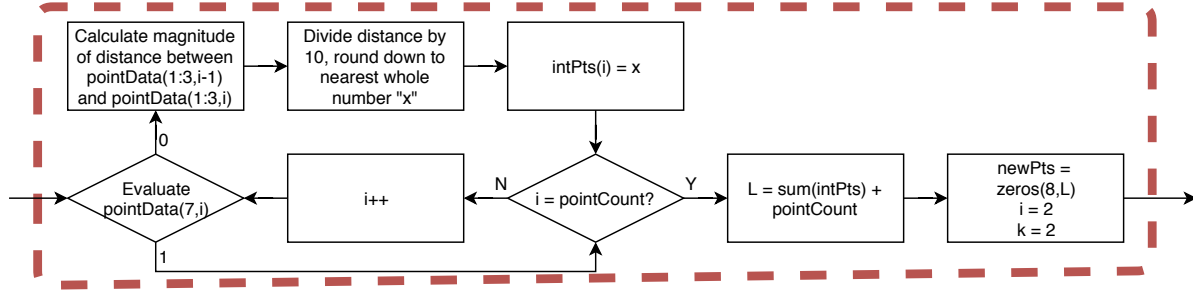 Calculate magnitude
of distance between
pointData(1:3,i-1)
and pointData(1:3,i)
Divide distance by
10, round down to
nearest whole
number "x"
intPts(i) = x
0
Evaluate
pointData(7,i)
1
i++
N
i = pointCount?
Y
L = sum(intPts) +
pointCount
newPts =
zeros(8,L)
i = 2
k = 2